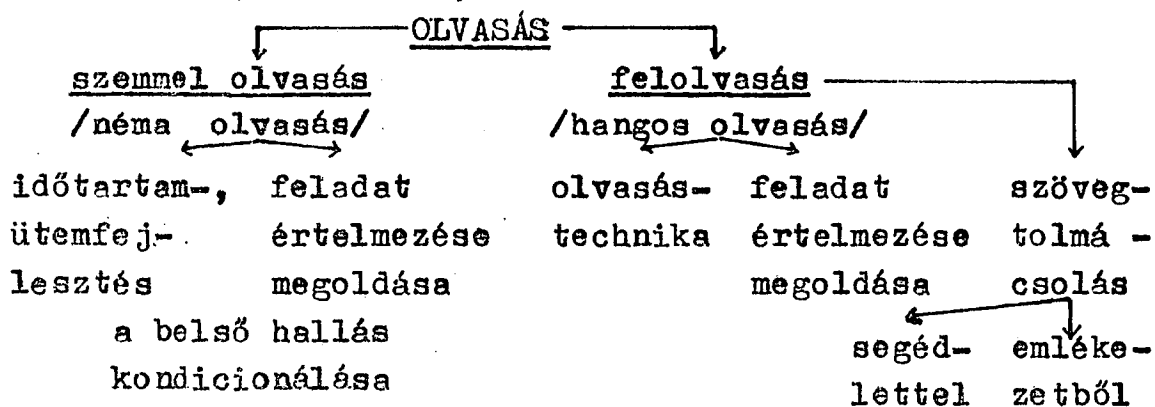 OLVASÁS
szemmel olvasás felolvasás
/néma olvasás/ /hangos olvasás/
időtartam-, feladat olvasás- feladat szöveg-
ütemfej- értelmezése technika értelmezése tolmá -
lesztés megoldása megoldása csolás
a belső hallás segéd- emléke-
kondicionálása lettel zetből